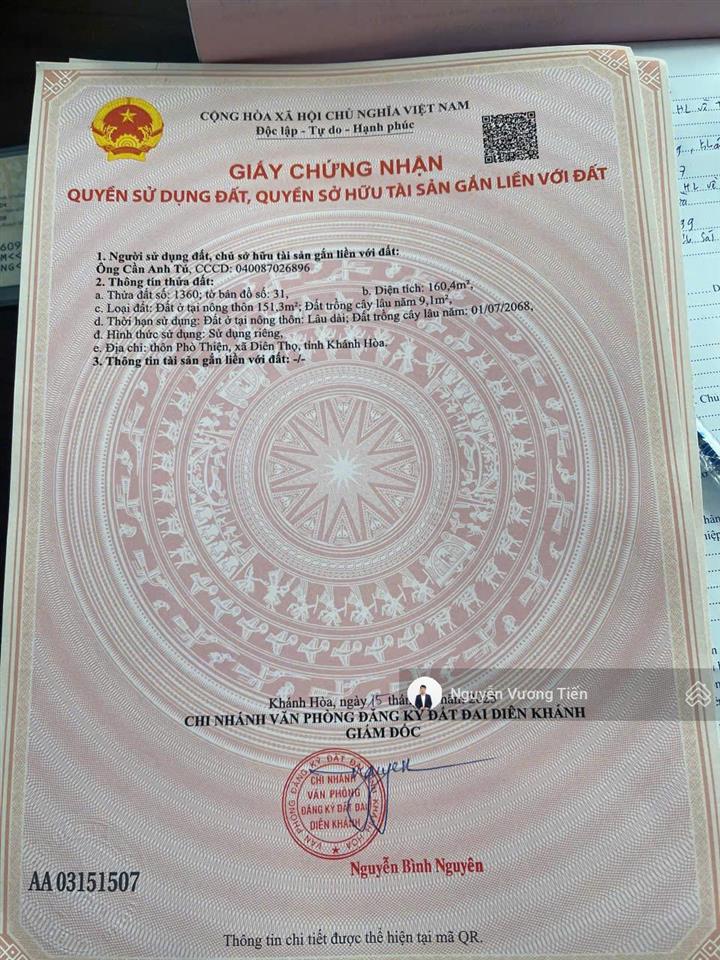 CỘNG HÒA XÃ HỘI CHỦ NGHĨA VIỆT NAM
Độc lập - Tự do - Hạnh phúc
GIẤY CHỨNG NHẬN
QUYỀN SỬ DỤNG ĐẤT, QUYỀN SỞ HỮU TÀI SẢN GẮN LIỀN VỚI ĐẤT
1. Người sử dụng đất, chủ sở hữu tài sản gắn liền với đất:
Ông Cần Anh Tú, CCCD: 040087026896
2. Thông tin thửa đất:
a. Thửa đất số: 1360; tờ bản đồ số: 31, b. Diện tích: 160,4m²,
c. Loại đất: Đất ở tại nông thôn 151,3m²; Đất trồng cây lâu năm 9,1m²,
d. Thời hạn sử dụng: Đất ở tại nông thôn: Lâu dài; Đất trồng cây lâu năm: 01/07/2068,
đ. Hình thức sử dụng: Sử dụng riêng,
e. Địa chỉ: thôn Phò Thiện, xã Diên Thọ, tỉnh Khánh Hòa.
3. Thông tin tài sản gắn liền với đất: -/-
Nguyễn Vương Tiến
Khánh Hòa, ngày 15 2025
CHI NHÁNH VĂN PHÒNG ĐĂNG KÝ ĐẤT ĐAI DIÊN KHÁNH
GIÁM ĐỐC
VĂN PHÒNG ĐĂNG KÝ ĐẤT ĐAI KHÁNH HÒA
CHI NHÁNH
VĂN PHÒNG
ĐĂNG KÝ ĐẤT ĐAI
DIÊN KHÁNH
Nguyễn Bình Nguyên
AA 03151507
Thông tin chi tiết được thể hiện tại mã QR.